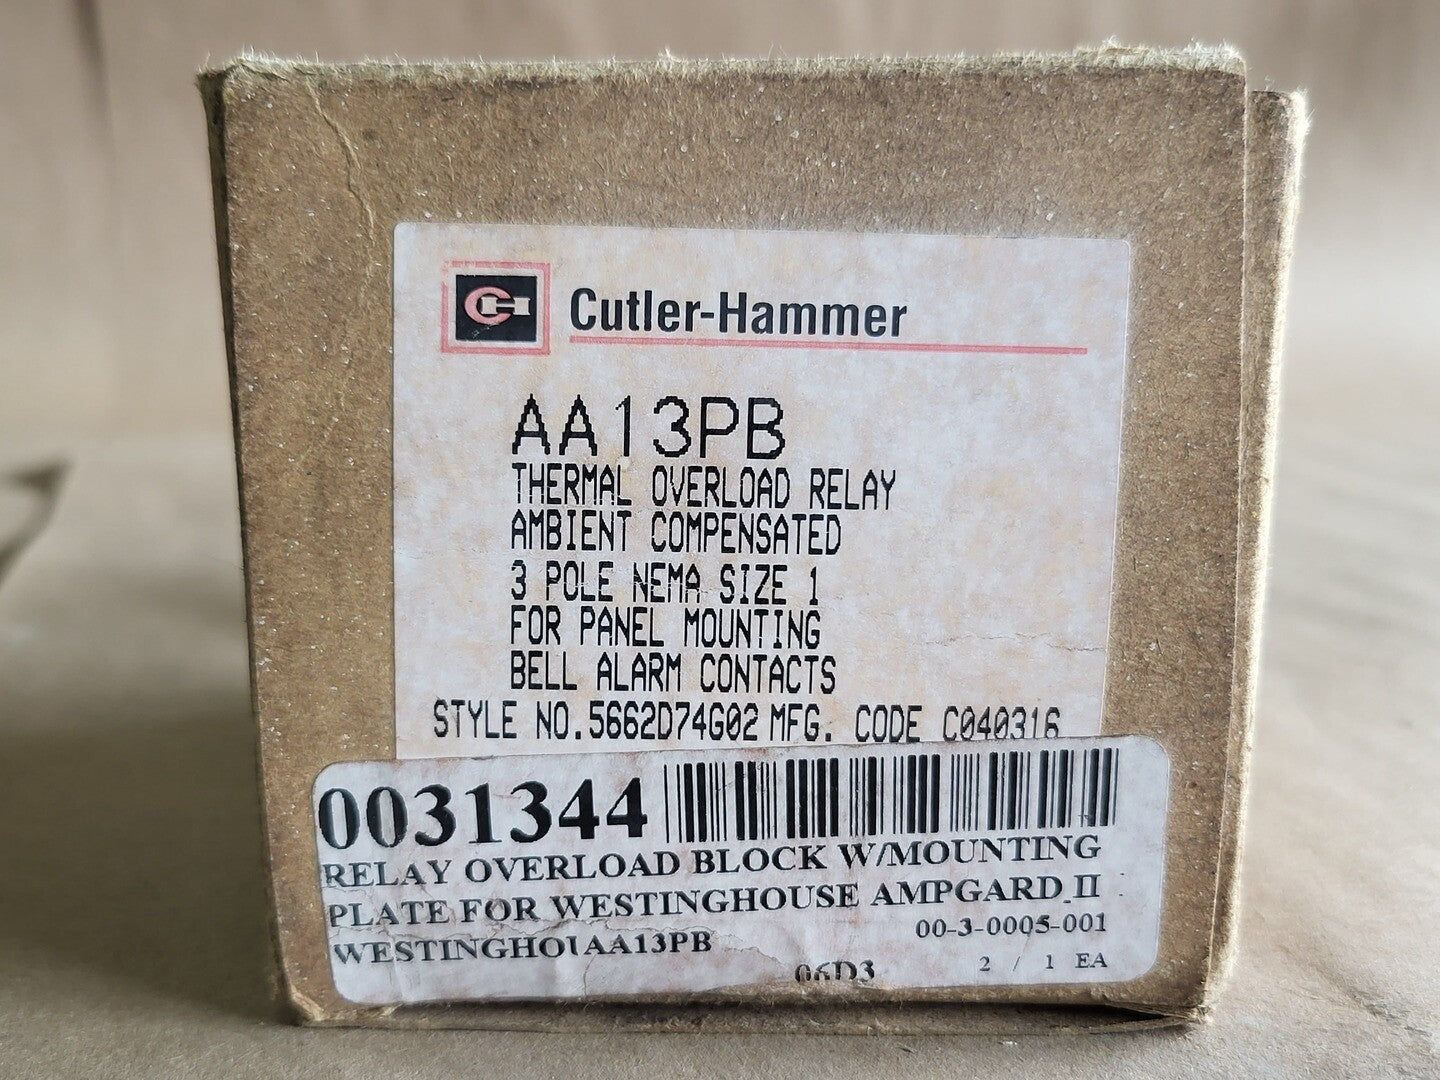 CH Cutler-Hammer
AA13PB
THERMAL OVERLOAD RELAY
AMBIENT COMPENSATED
3 POLE NEMA SIZE 1
FOR PANEL MOUNTING
BELL ALARM CONTACTS
STYLE NO.5662D74G02 MFG. CODE C040316
0031344
RELAY OVERLOAD BLOCK W/MOUNTING
PLATE FOR WESTINGHOUSE AMPGARD II
WESTINGHOUAA13PB 00-3-0005-001
06D3 2 / 1 EA